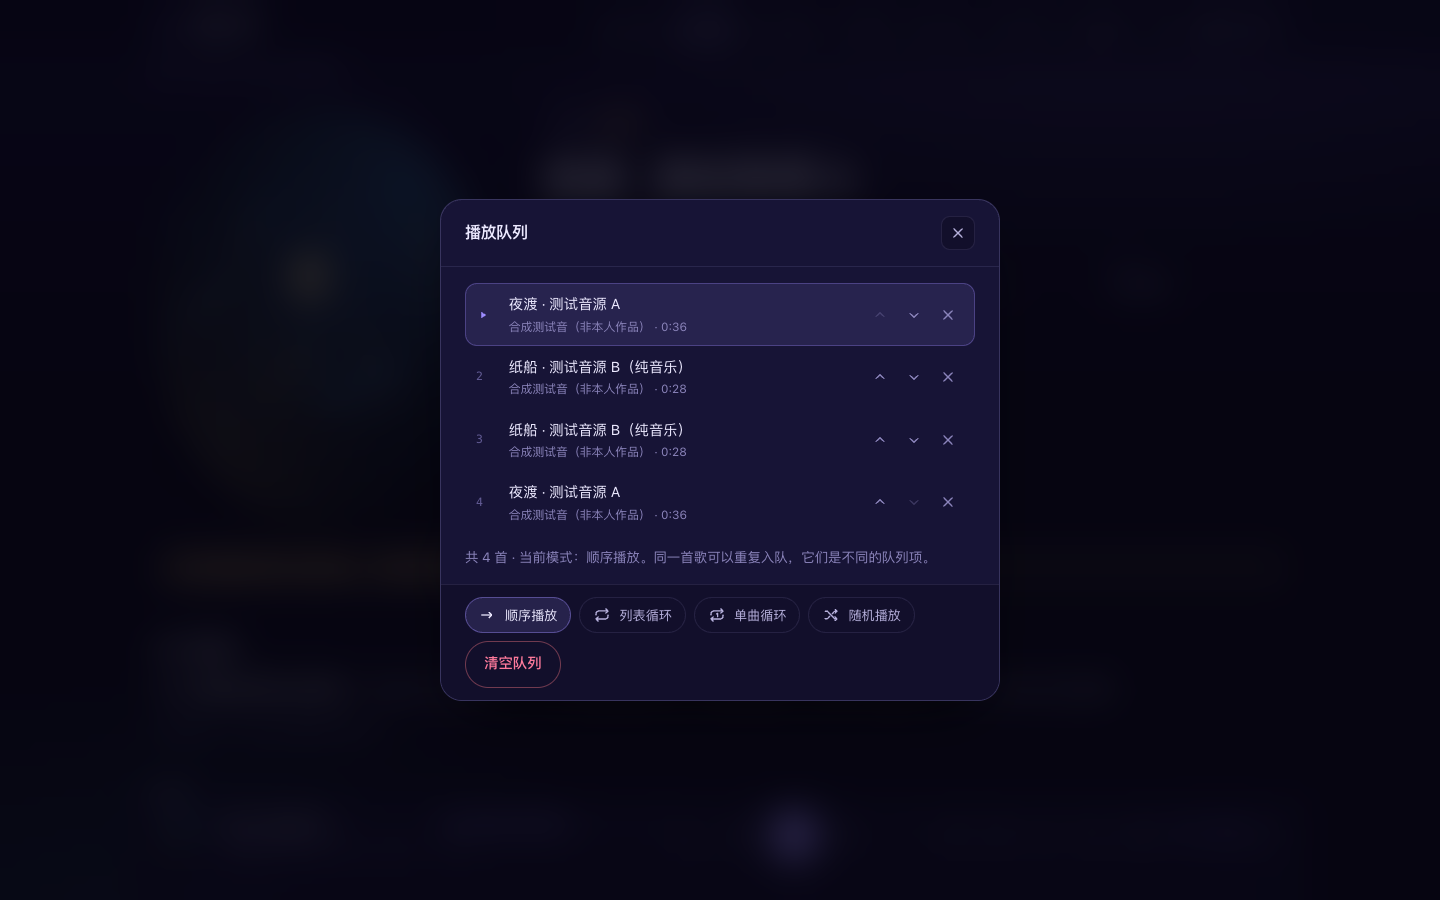 播放队列
夜渡 · 测试音源 A
合成测试音（非本人作品） · 0:36
2
纸船 · 测试音源 B（纯音乐）
合成测试音（非本人作品） · 0:28
3
纸船 · 测试音源 B（纯音乐）
合成测试音（非本人作品） · 0:28
4
夜渡 · 测试音源 A
合成测试音（非本人作品） · 0:36
共 4 首 · 当前模式：顺序播放。同一首歌可以重复入队，它们是不同的队列项。
顺序播放 列表循环 单曲循环 随机播放
清空队列